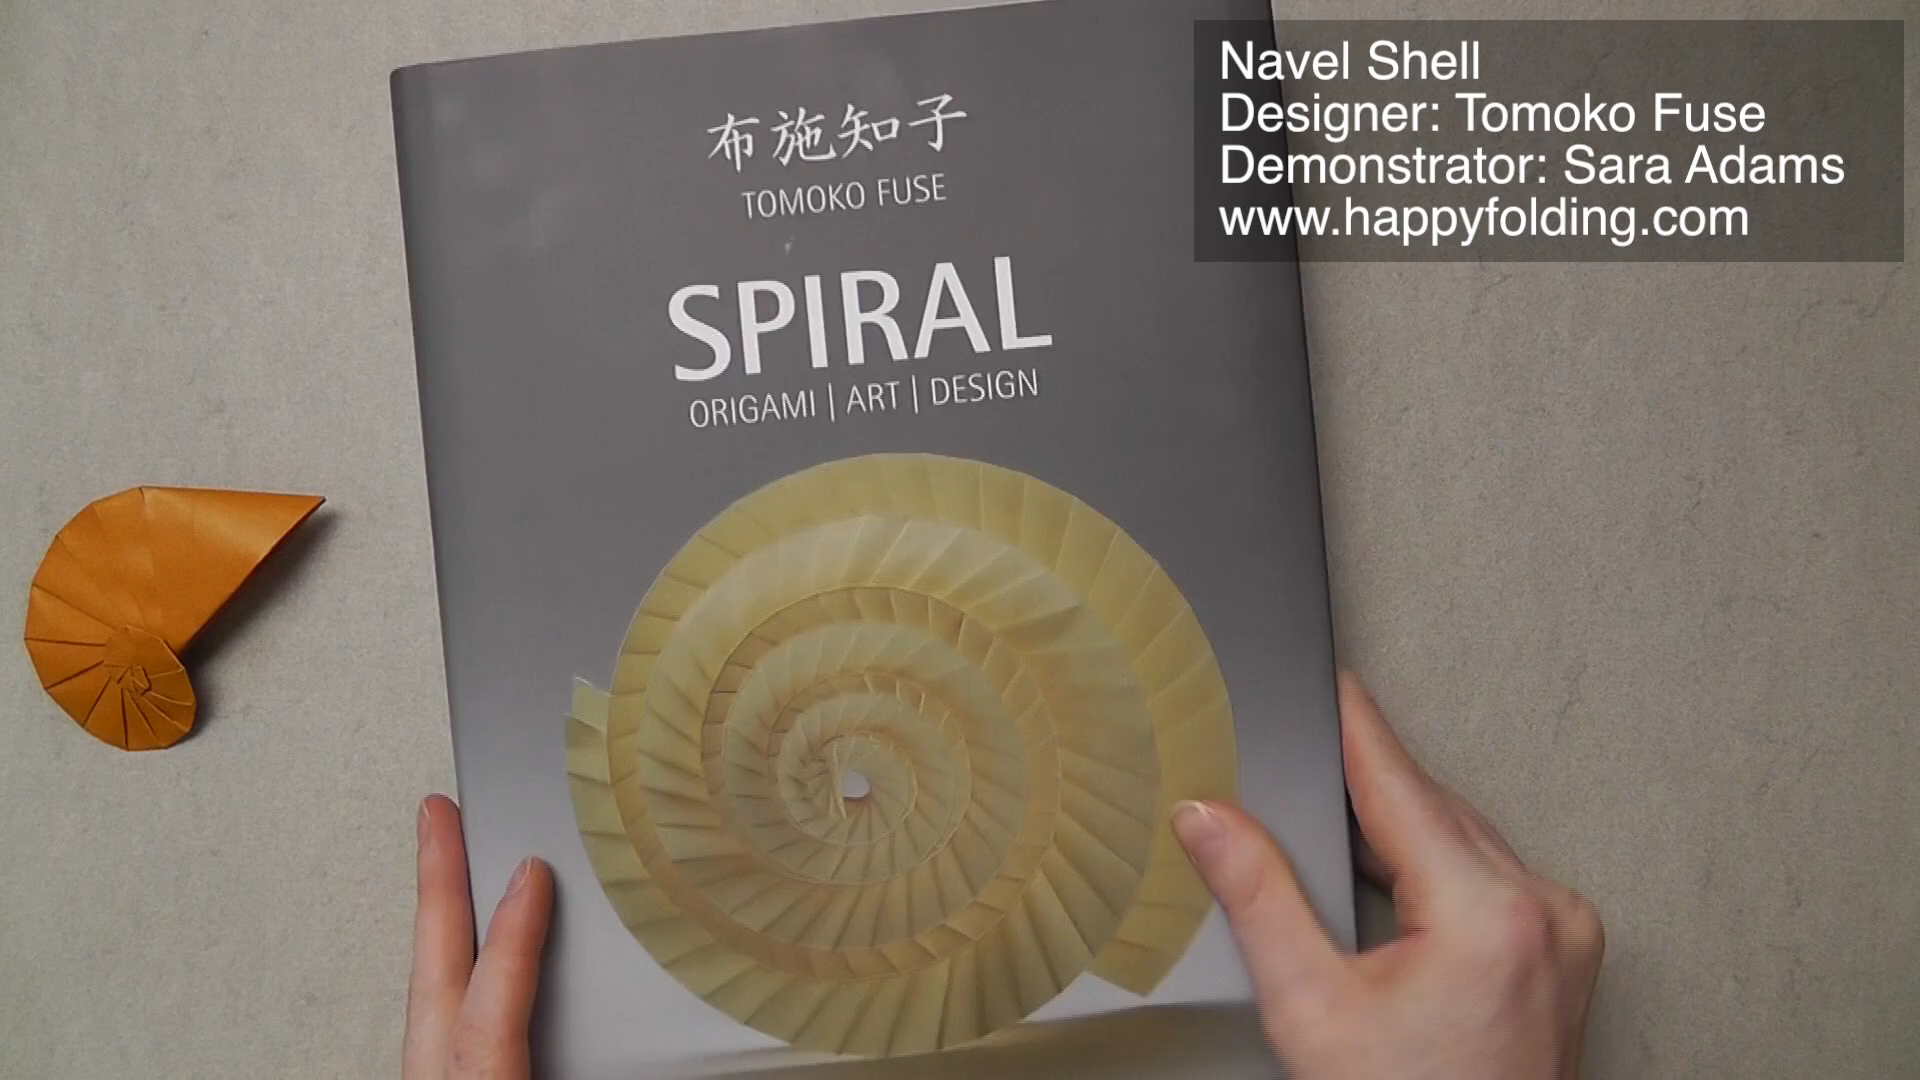 布施知子
TOMOKO FUSE
SPIRAL
ORIGAMI | ART | DESIGN
Navel Shell
Designer: Tomoko Fuse
Demonstrator: Sara Adams
www.happyfolding.com